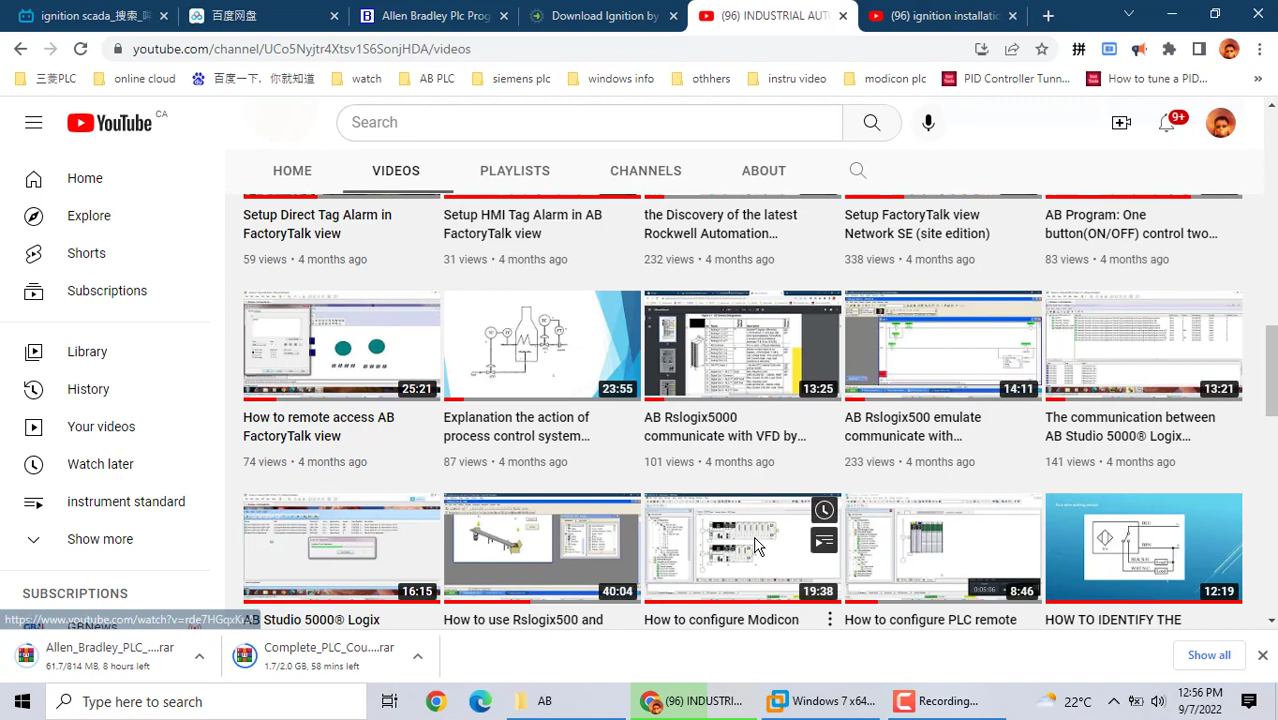 ignition scada_搜索_哔
百度网盘
Allen Bradley PLC Prog
Download Ignition by
(96) INDUSTRIAL AUT
(96) ignition installatio
youtube.com/channel/UCo5Nyjtr4Xtsv1S6SonjHDA/videos
三菱PLC
online cloud
百度一下，你就知道
watch
AB PLC
siemens plc
windows info
othhers
instru video
modicon plc
PID Controller Tunn...
How to tune a PID...
YouTube CA
Search
9+
HOME
VIDEOS
PLAYLISTS
CHANNELS
ABOUT
Home
Explore
Shorts
Subscriptions
Library
History
Your videos
Watch later
instrument standard
Show more
SUBSCRIPTIONS
GBNews
Setup Direct Tag Alarm in
FactoryTalk view
59 views • 4 months ago
Setup HMI Tag Alarm in AB
FactoryTalk view
31 views • 4 months ago
the Discovery of the latest
Rockwell Automation...
232 views • 4 months ago
Setup FactoryTalk view
Network SE (site edition)
338 views • 4 months ago
AB Program: One
button(ON/OFF) control two...
83 views • 4 months ago
25:21
How to remote access AB
FactoryTalk view
74 views • 4 months ago
23:55
Explanation the action of
process control system...
87 views • 4 months ago
13:25
AB Rslogix5000
communicate with VFD by...
101 views • 4 months ago
14:11
AB Rslogix500 emulate
communicate with...
233 views • 4 months ago
13:21
The communication between
AB Studio 5000® Logix...
141 views • 4 months ago
16:15
AB Studio 5000® Logix
40:04
How to use Rslogix500 and
19:38
How to configure Modicon
8:46
How to configure PLC remote
12:19
HOW TO IDENTIFY THE
https://www.youtube.com/watch?v=rde7HGqxK
Allen_Bradley_PLC_....rar
61.7/814 MB, 8 hours left
Complete_PLC_Cou....rar
1.7/2.0 GB, 58 mins left
Show all
Type here to search
AB
(96) INDUSTRI...
Windows 7 x64...
Recording...
22°C
12:56 PM
9/7/2022